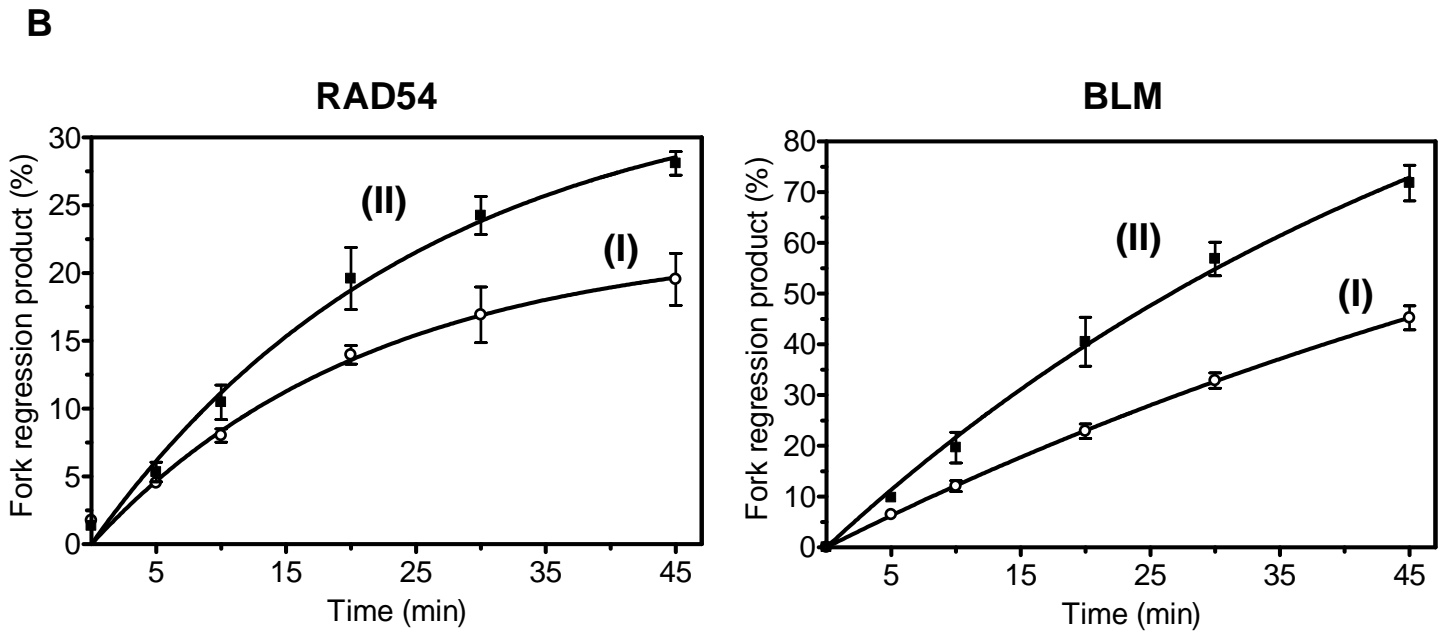 B
RAD54
Fork regression product (%)
30
25
20
15
10
5
0
(II)
(I)
5 15 25 35 45
Time (min)
BLM
Fork regression product (%)
80
70
60
50
40
30
20
10
0
(II)
(I)
5 15 25 35 45
Time (min)